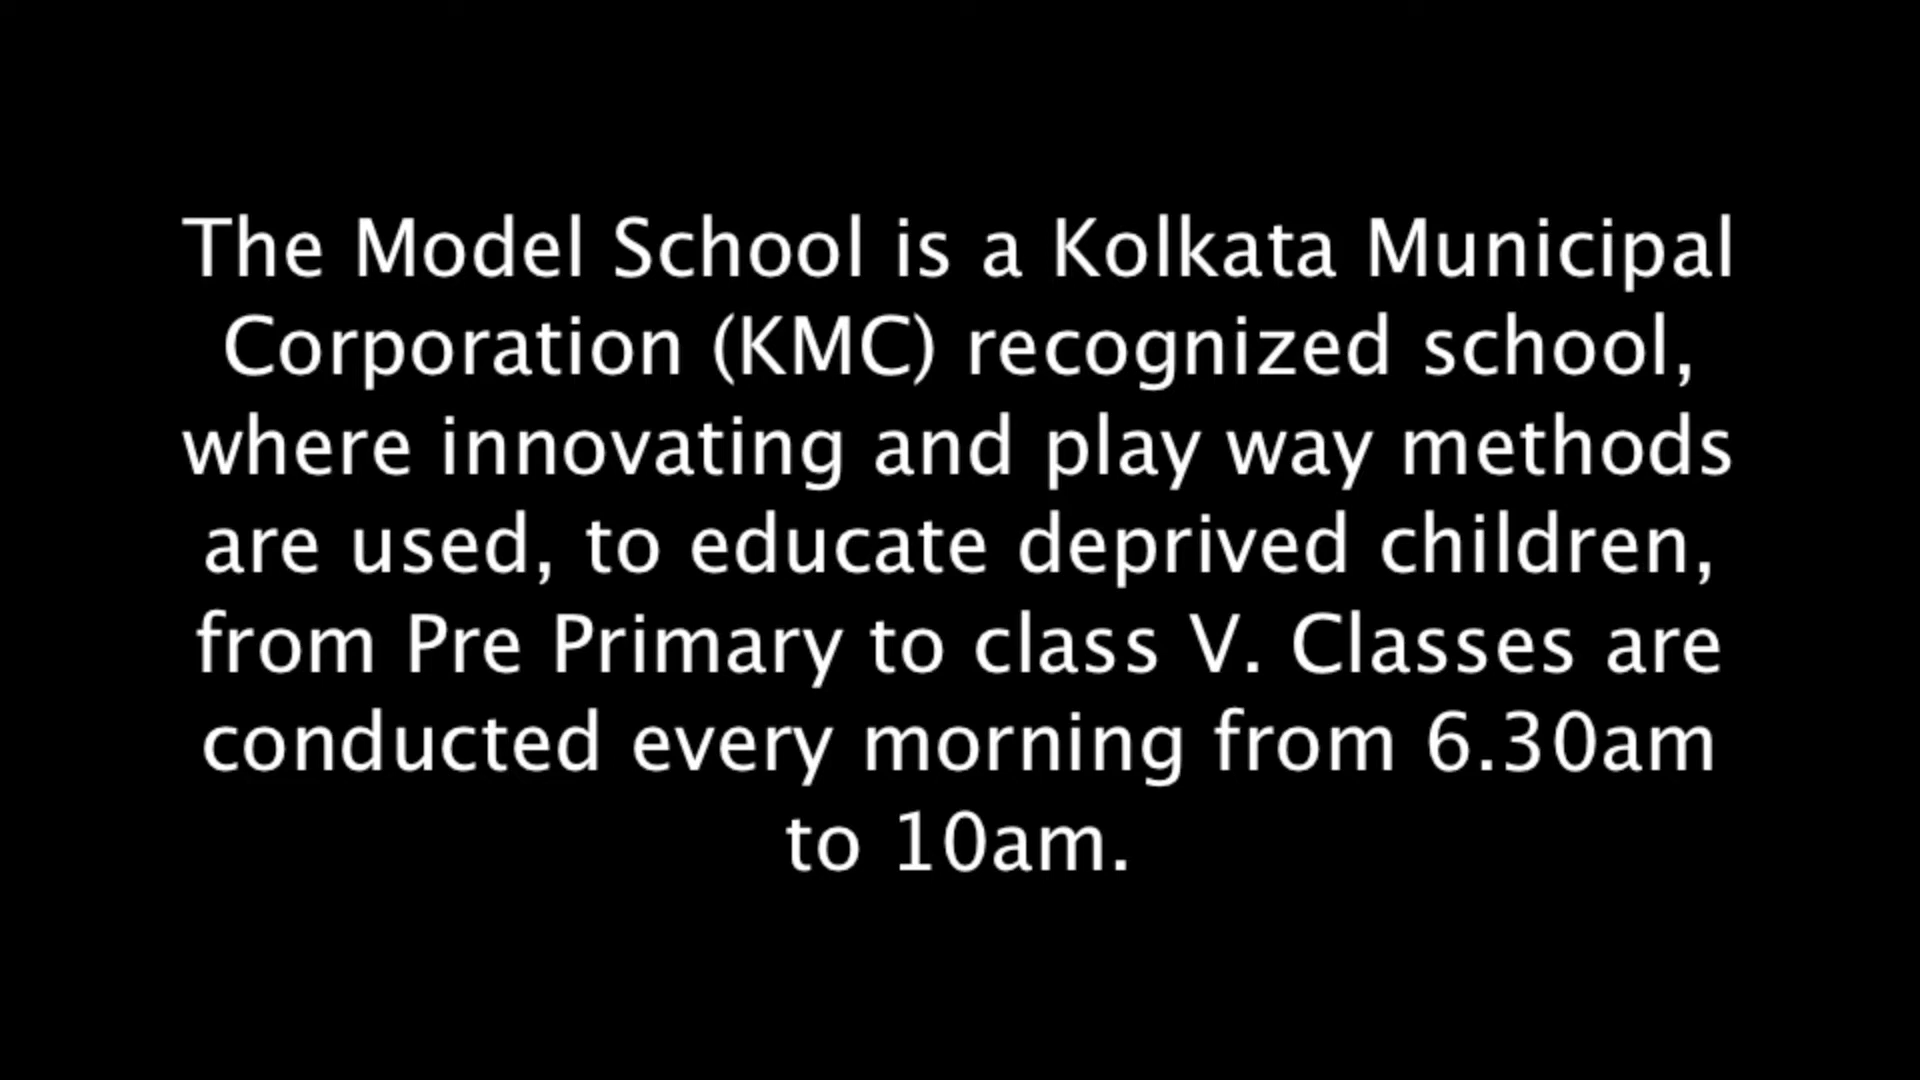 The Model School is a Kolkata Municipal
Corporation (KMC) recognized school,
where innovating and play way methods
are used, to educate deprived children,
from Pre Primary to class V. Classes are
conducted every morning from 6.30am
to 10am.